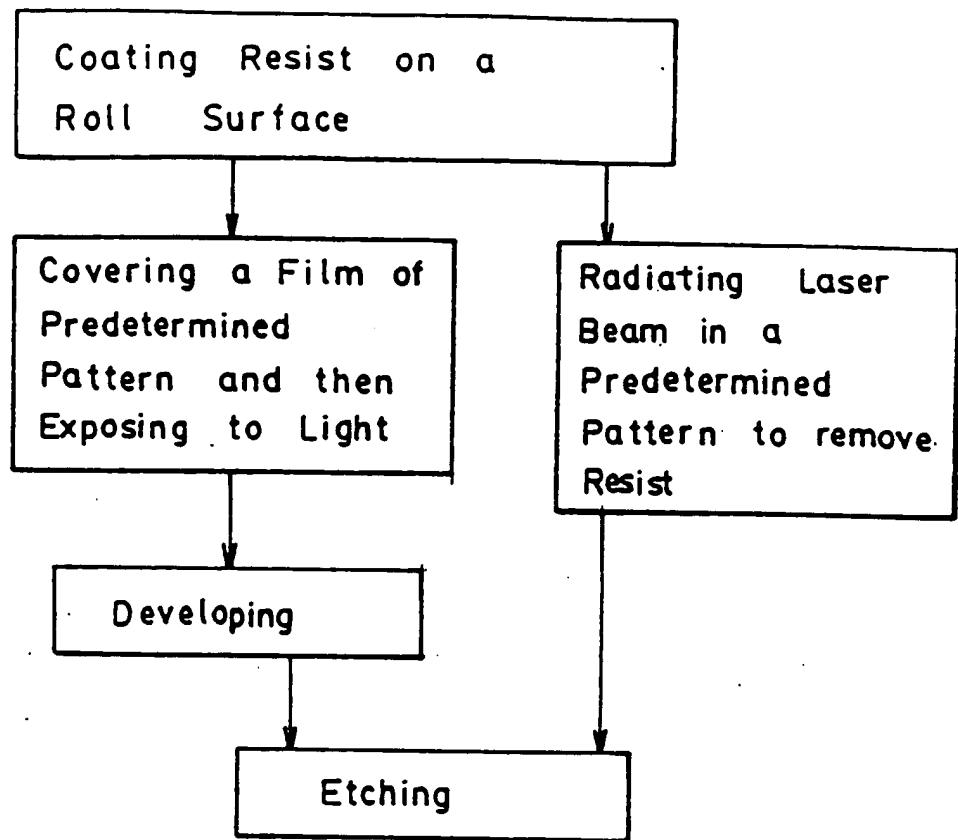 Coating Resist on a
Roll Surface
Covering a Film of
Predetermined
Pattern and then
Exposing to Light
Radiating Laser
Beam in a
Predetermined
Pattern to remove
Resist
Developing
Etching